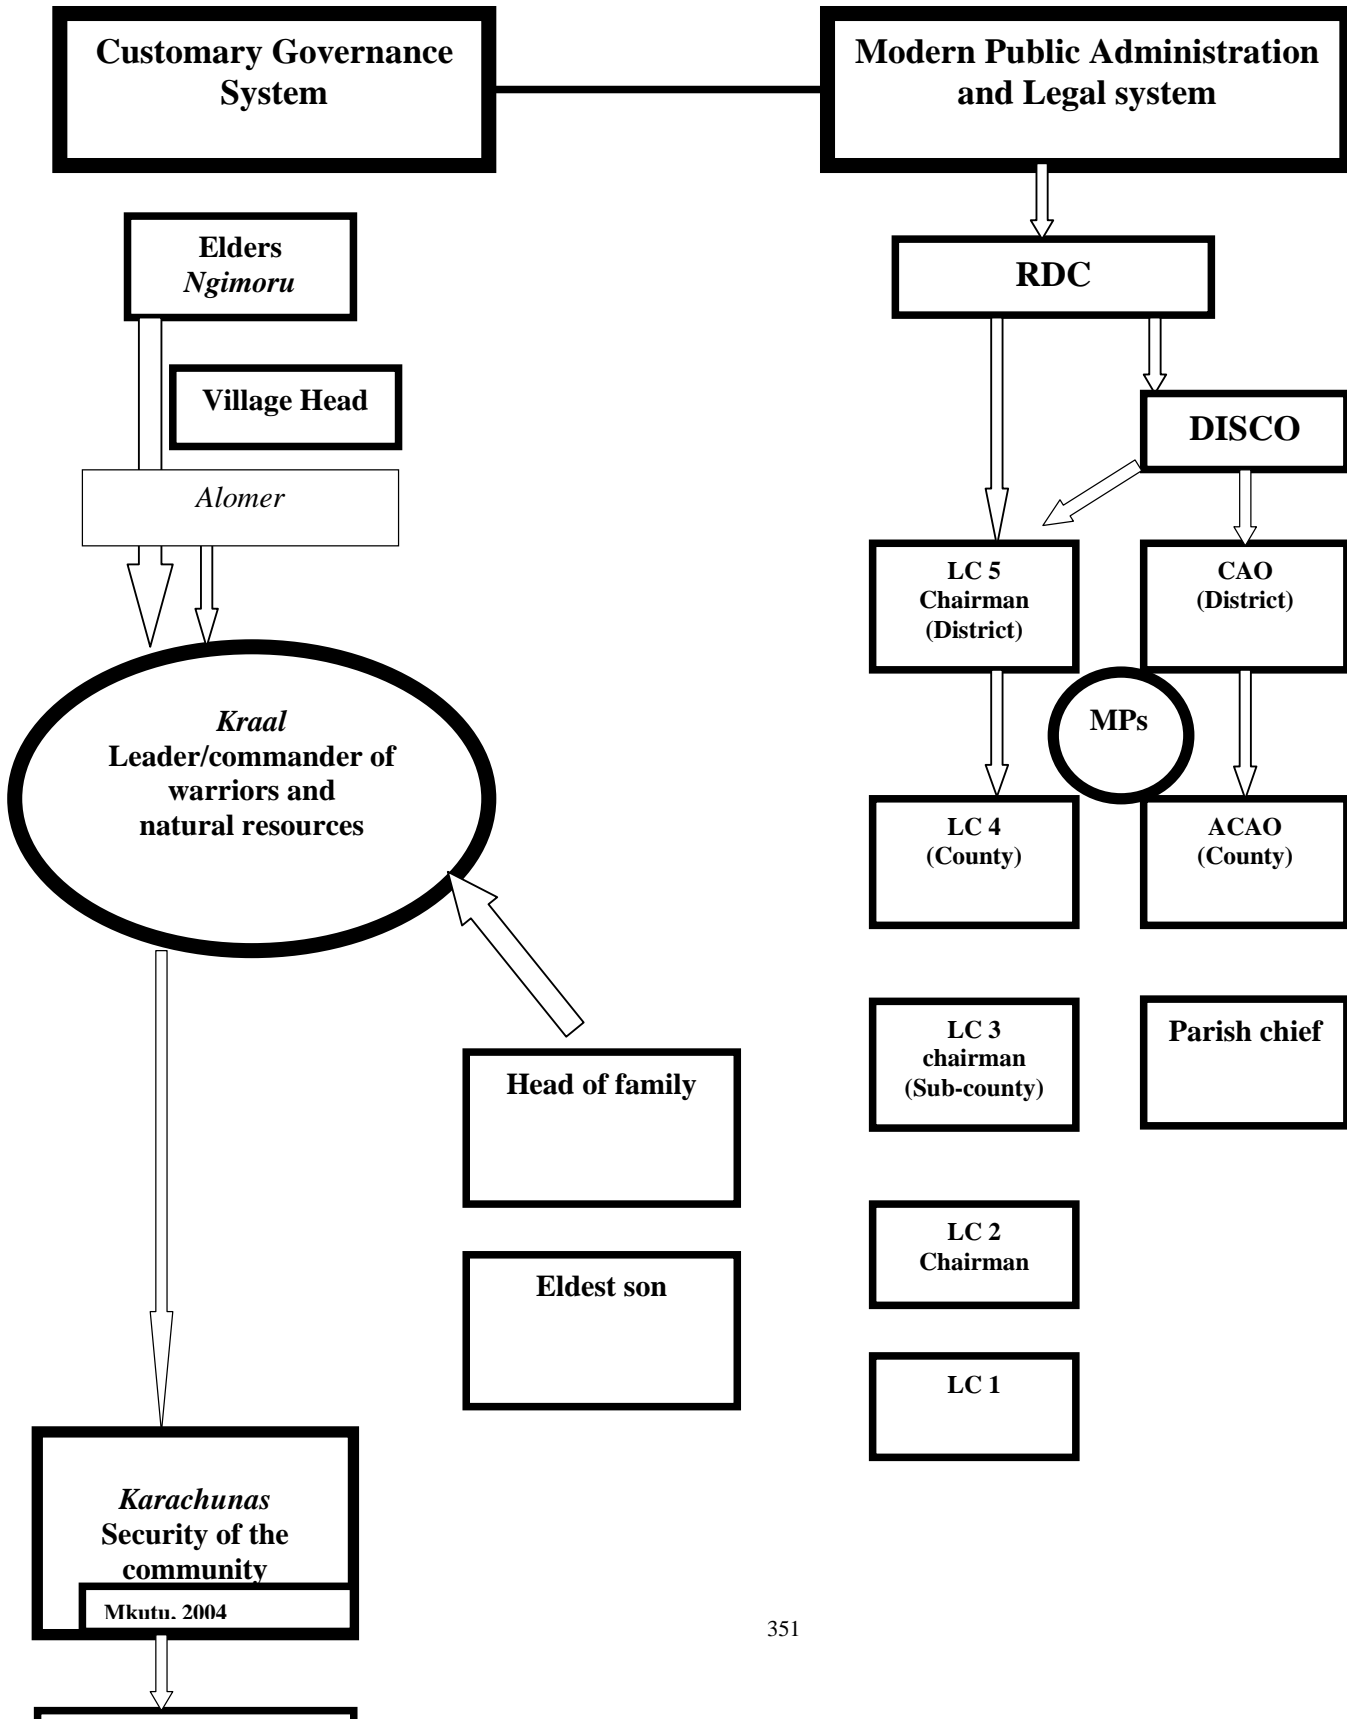 Customary Governance
System
Modern Public Administration
and Legal system
Elders
Ngimoru
Village Head
Alomer
Kraal
Leader/commander of
warriors and
natural resources
Head of family
Eldest son
Karachunas
Security of the
community
Mkutu, 2004
RDC
DISCO
LC 5
Chairman
(District)
CAO
(District)
MPs
LC 4
(County)
ACAO
(County)
LC 3
chairman
(Sub-county)
Parish chief
LC 2
Chairman
LC 1
351